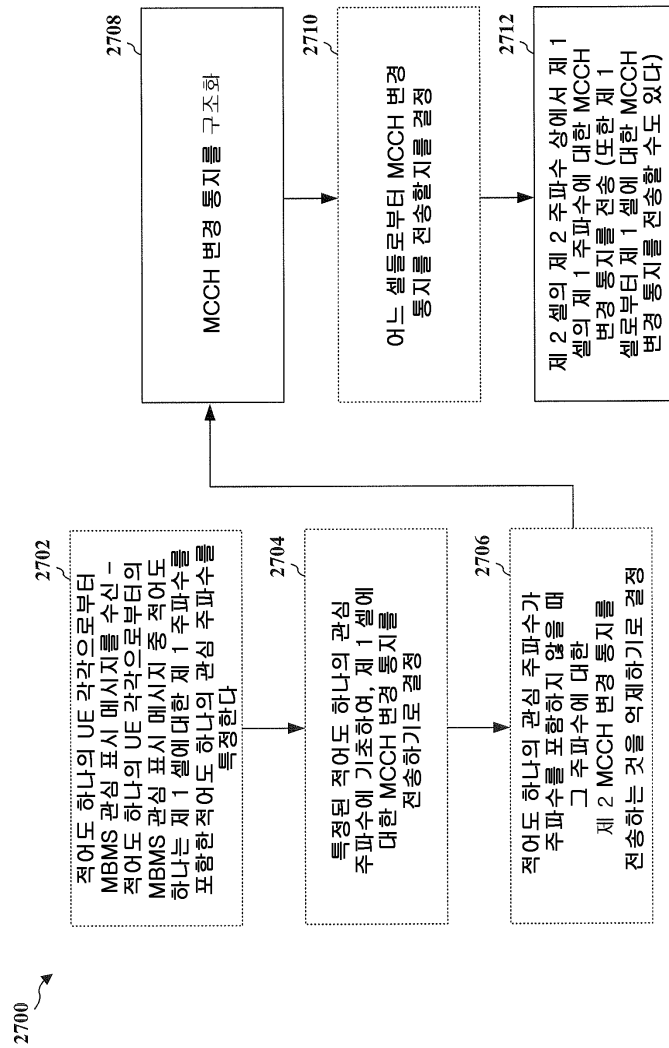 2700
2702
적어도 하나의 UE 각각으로부터
MBMS 관심 표시 메시지를 수신 -
적어도 하나의 UE 각각으로부터의
MBMS 관심 표시 메시지 중 적어도
하나는 제 1 셀에 대한 제 1 주파수를
포함한 적어도 하나의 관심 주파수를
특정한다
2704
특정된 적어도 하나의 관심
주파수에 기초하여, 제 1 셀에
대한 MCCH 변경 통지를
전송하기로 결정
2706
적어도 하나의 관심 주파수가
주파수를 포함하지 않을 때
그 주파수에 대한
제 2 MCCH 변경 통지를
전송하는 것을 억제하기로 결정
2708
MCCH 변경 통지를 구조화
2710
어느 셀들로부터 MCCH 변경
통지를 전송할지를 결정
2712
제 2 셀의 제 2 주파수 상에서 제 1
셀의 제 1 주파수에 대한 MCCH
변경 통지를 전송 (또한 제 1
셀로부터 제 1 셀에 대한 MCCH
변경 통지를 전송할 수도 있다)